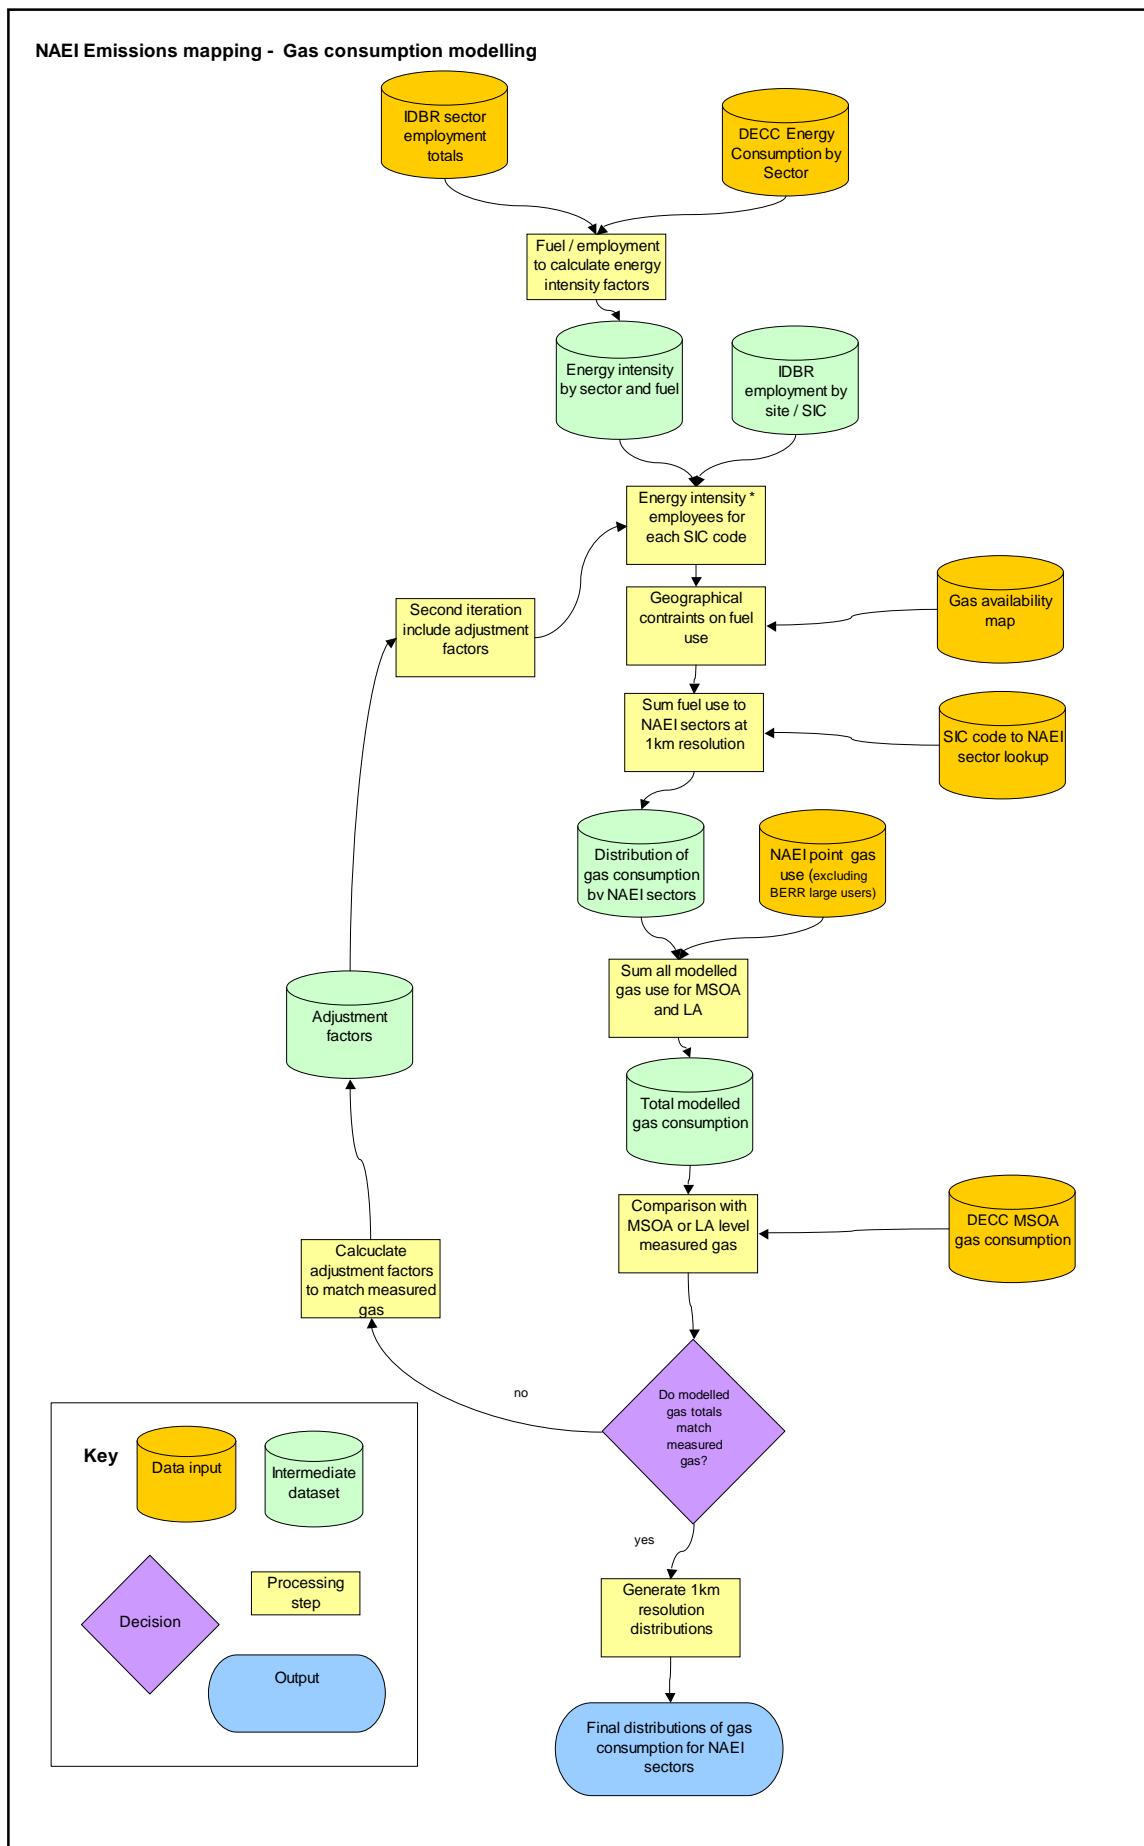 NAEI Emissions mapping - Gas consumption modelling
IDBR sector
employment
totals
DECC Energy
Consumption by
Sector
Fuel / employment
to calculate energy
intensity factors
Energy intensity
by sector and fuel
IDBR
employment by
site / SIC
Energy intensity *
employees for
each SIC code
Geographical
contraints on fuel
use
Gas availability
map
Second iteration
include adjustment
factors
Sum fuel use to
NAEI sectors at
1km resolution
SIC code to NAEI
sector lookup
Distribution of
gas consumption
by NAEI sectors
NAEI point gas
use (excluding
BERR large users)
Sum all modelled
gas use for MSOA
and LA
Adjustment
factors
Total modelled
gas consumption
Comparison with
MSOA or LA level
measured gas
DECC MSOA
gas consumption
Calcuclate
adjustment factors
to match measured
gas
no
Do modelled
gas totals
match
measured
gas?
yes
Generate 1km
resolution
distributions
Final distributions of gas
consumption for NAEI
sectors
Key
Data input
Intermediate
dataset
Decision
Processing
step
Output